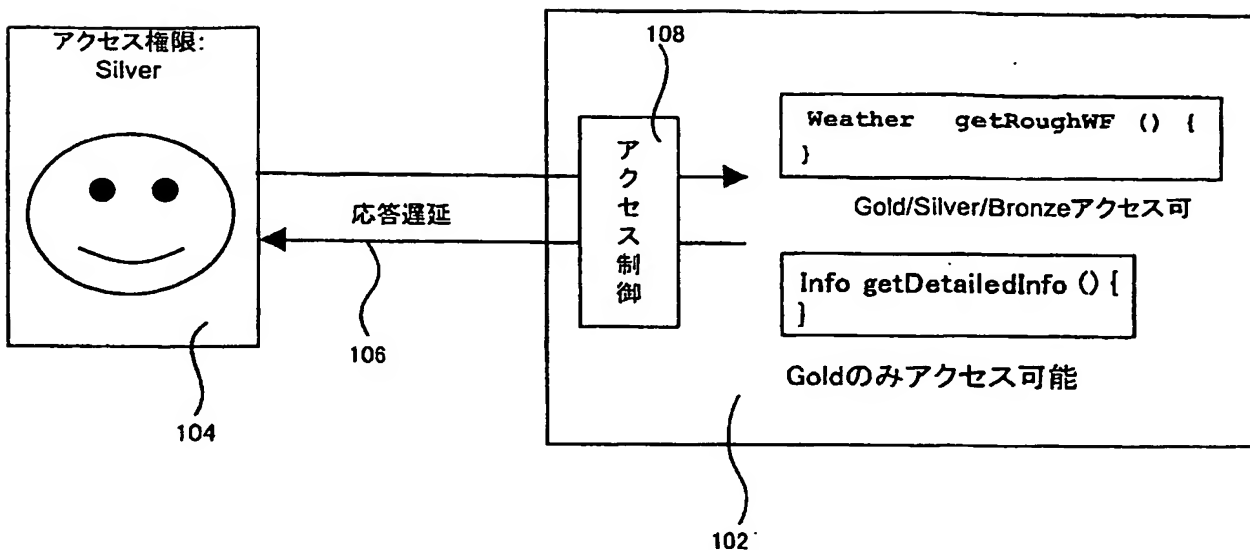 アクセス権限:
Silver
104
応答遅延
106
108
アクセス制御
Weather getRoughWF () {
}
Gold/Silver/Bronzeアクセス可
Info getDetailedInfo () {
}
Goldのみアクセス可能
102